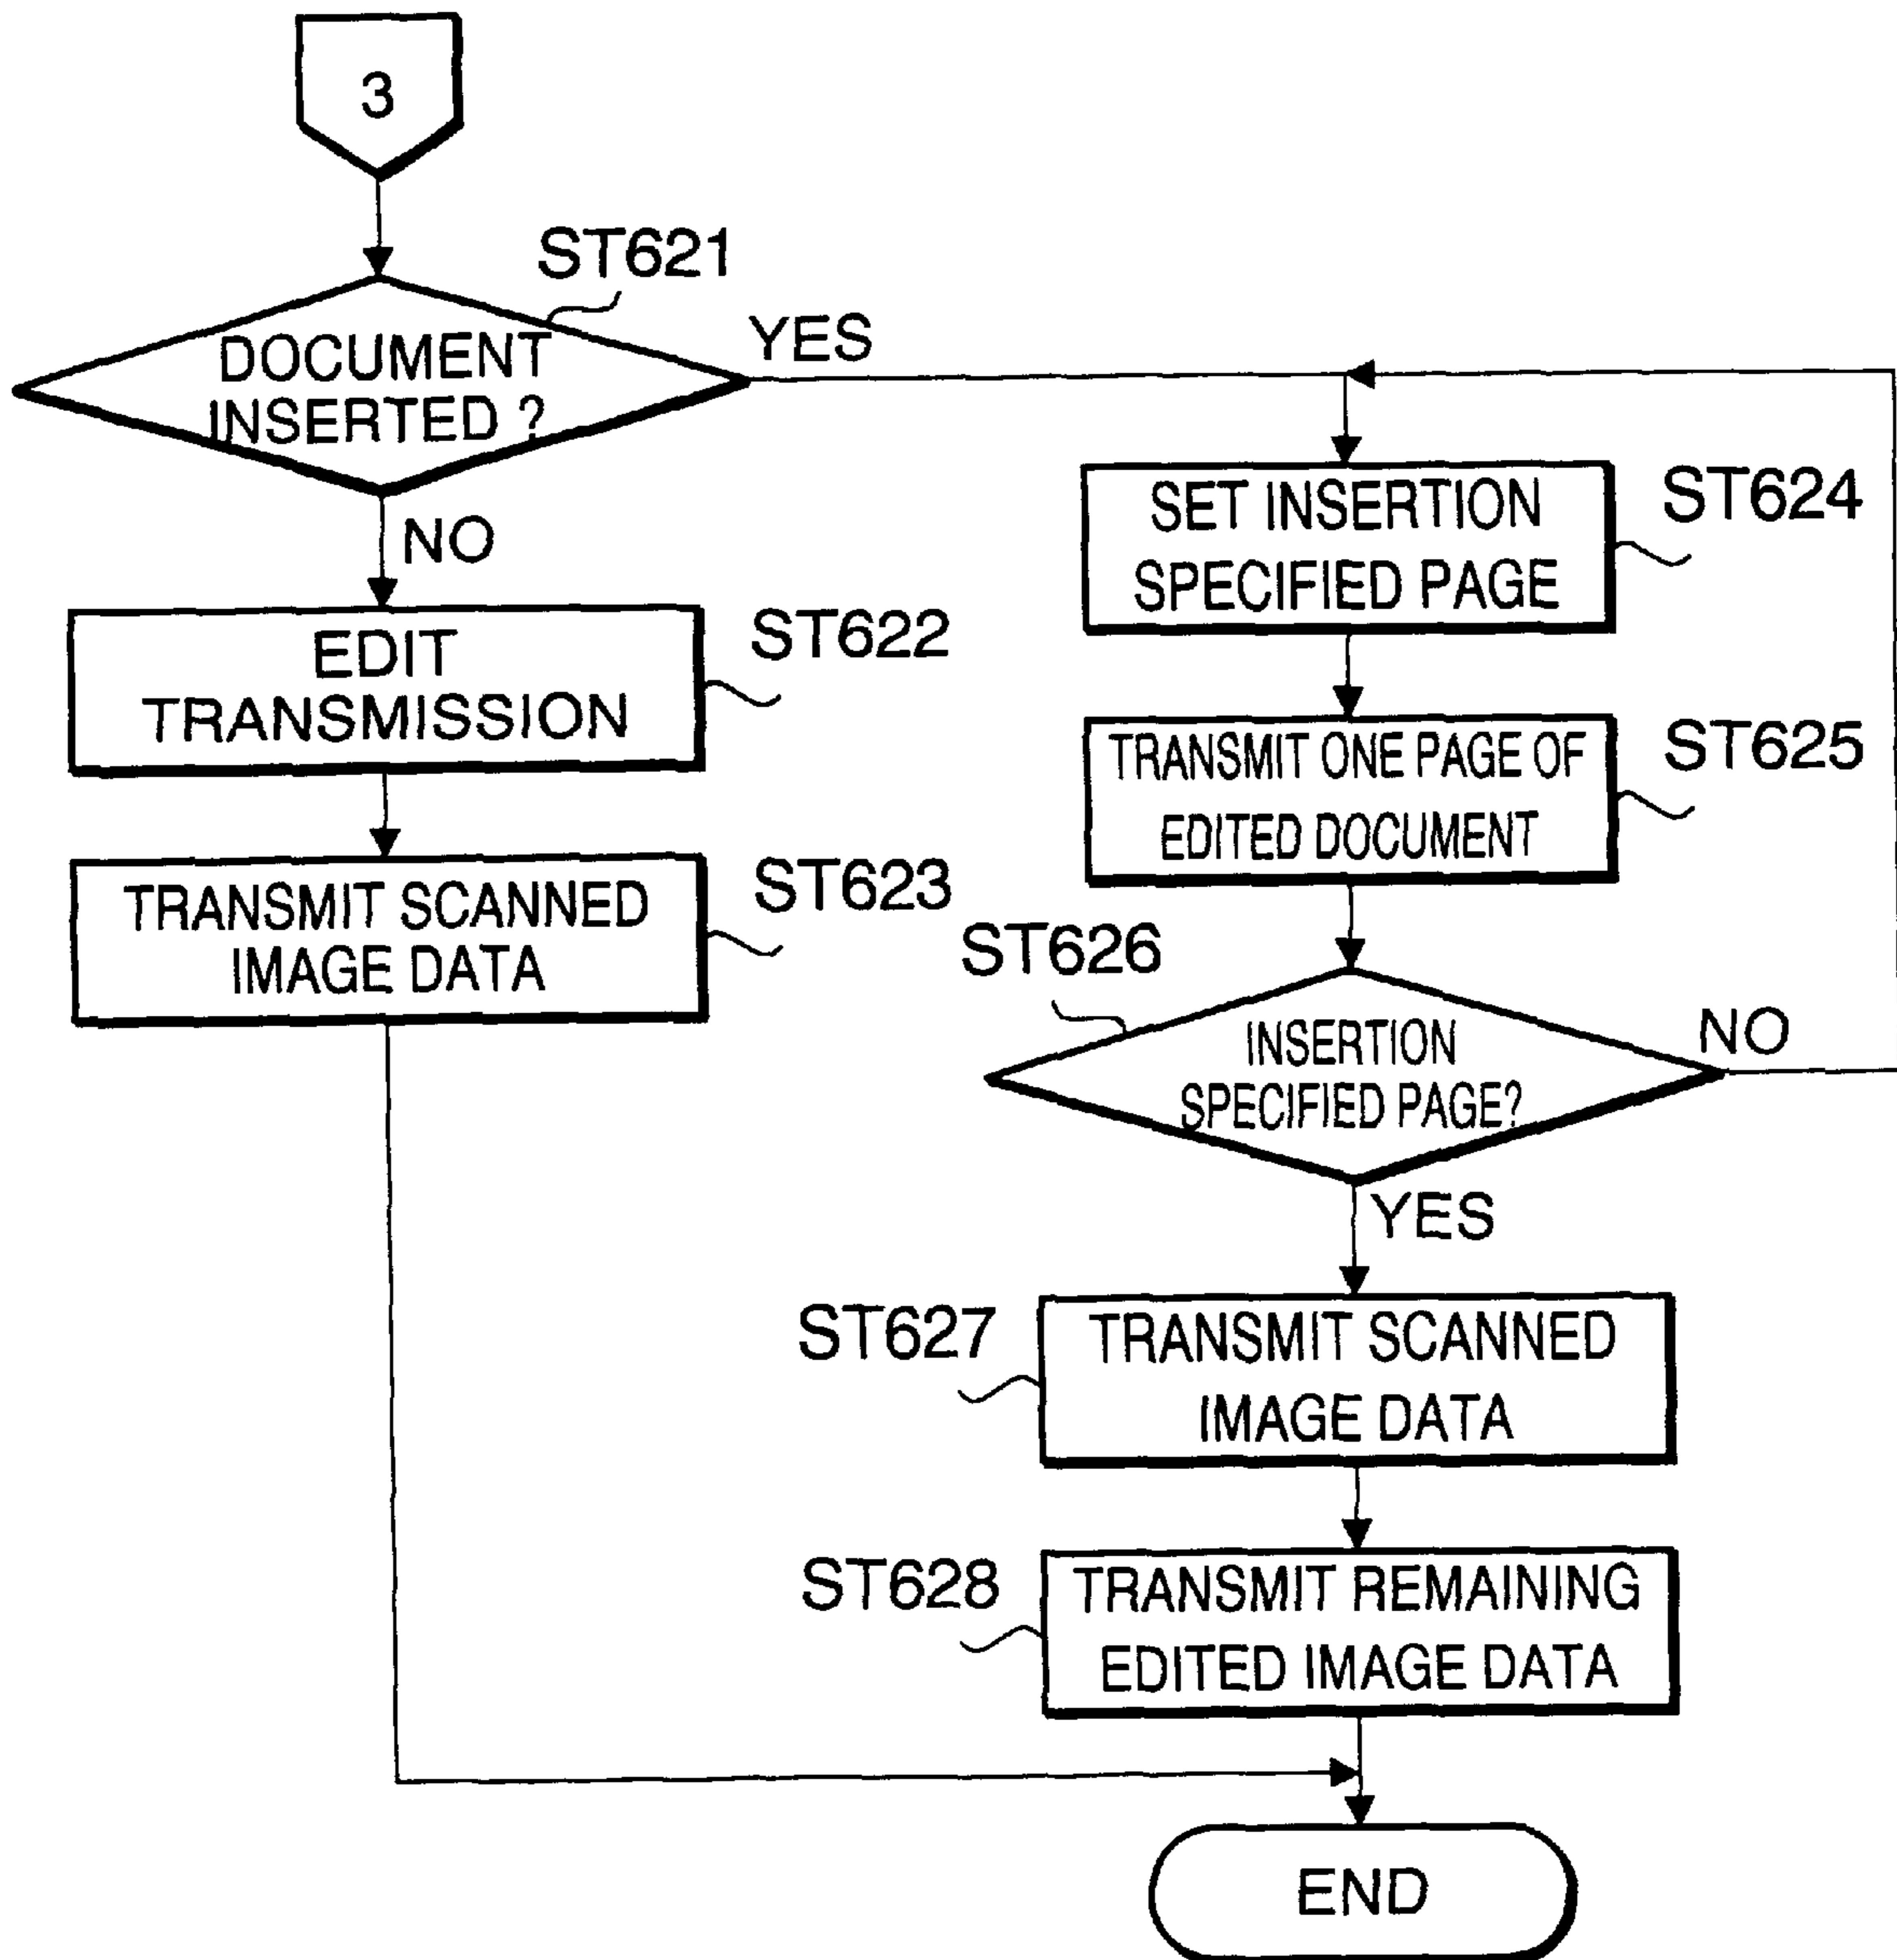 3
ST621
DOCUMENT
INSERTED ?
YES
NO
EDIT
TRANSMISSION
ST622
TRANSMIT SCANNED
IMAGE DATA
ST623
SET INSERTION
SPECIFIED PAGE
ST624
TRANSMIT ONE PAGE OF
EDITED DOCUMENT
ST625
ST626
INSERTION
SPECIFIED PAGE?
NO
YES
ST627
TRANSMIT SCANNED
IMAGE DATA
ST628
TRANSMIT REMAINING
EDITED IMAGE DATA
END